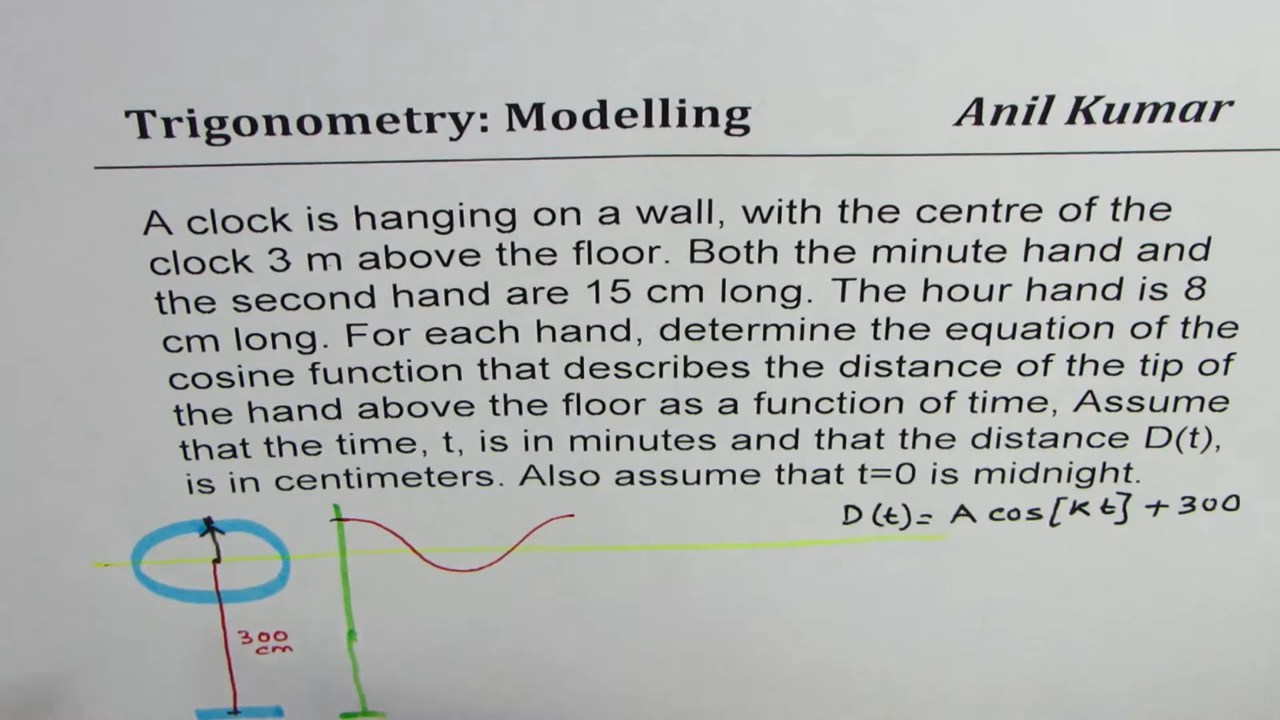 Trigonometry: Modelling Anil Kumar
A clock is hanging on a wall, with the centre of the
clock 3 m above the floor. Both the minute hand and
the second hand are 15 cm long. The hour hand is 8
cm long. For each hand, determine the equation of the
cosine function that describes the distance of the tip of
the hand above the floor as a function of time, Assume
that the time, t, is in minutes and that the distance D(t),
is in centimeters. Also assume that t=0 is midnight.
D(t)= A cos[kt] + 300
300
cm